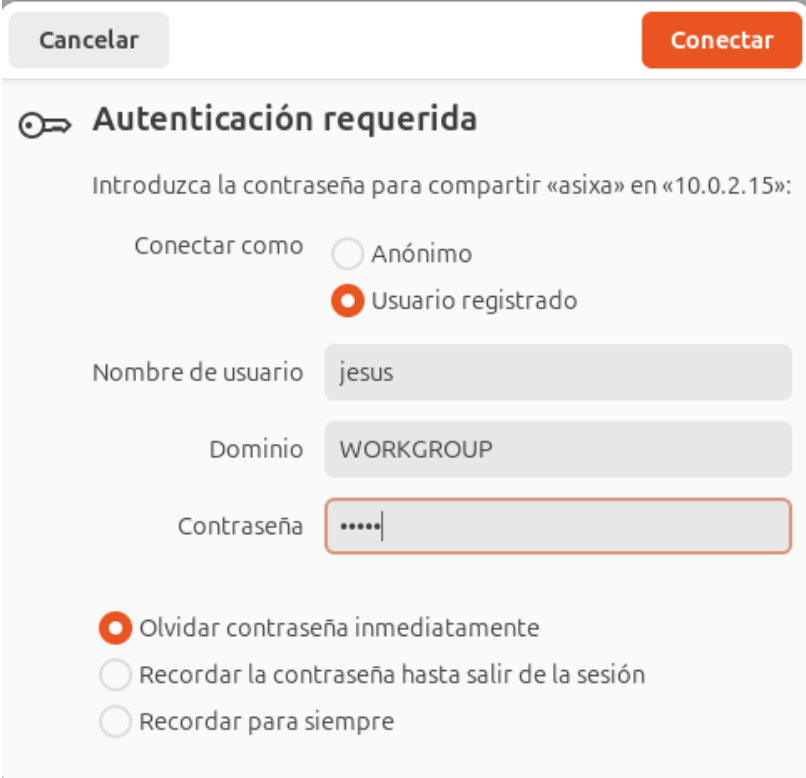 Cancelar
Conectar
Autenticación requerida
Introduzca la contraseña para compartir «asixa» en «10.0.2.15»:
Conectar como
Anónimo
Usuario registrado
Nombre de usuario
jesus
Dominio
WORKGROUP
Contraseña
•••••
Olvidar contraseña inmediatamente
Recordar la contraseña hasta salir de la sesión
Recordar para siempre